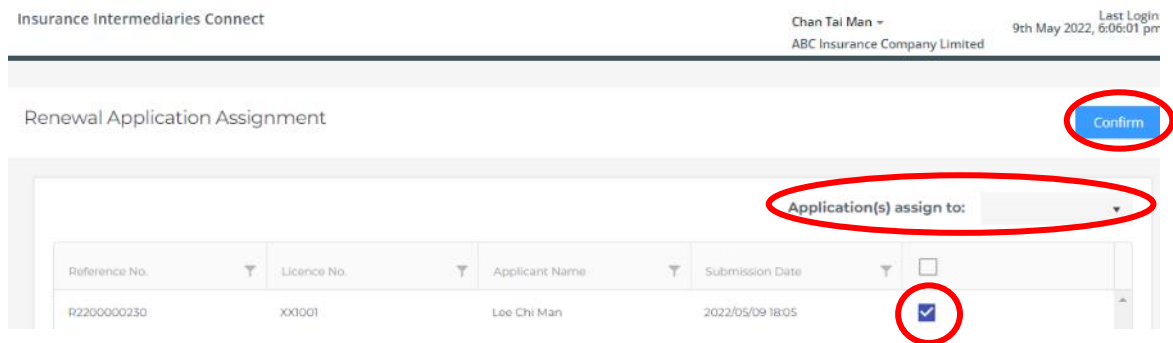 Insurance Intermediaries Connect
Chan Tai Man
Last Login
ABC Insurance Company Limited
9th May 2022, 6:06:01 pm
Renewal Application Assignment
Confirm
Application(s) assign to:
Reference No. Licence No. Applicant Name Submission Date
R2200000230 XX1001 Lee Chi Man 2022/05/09 18:05